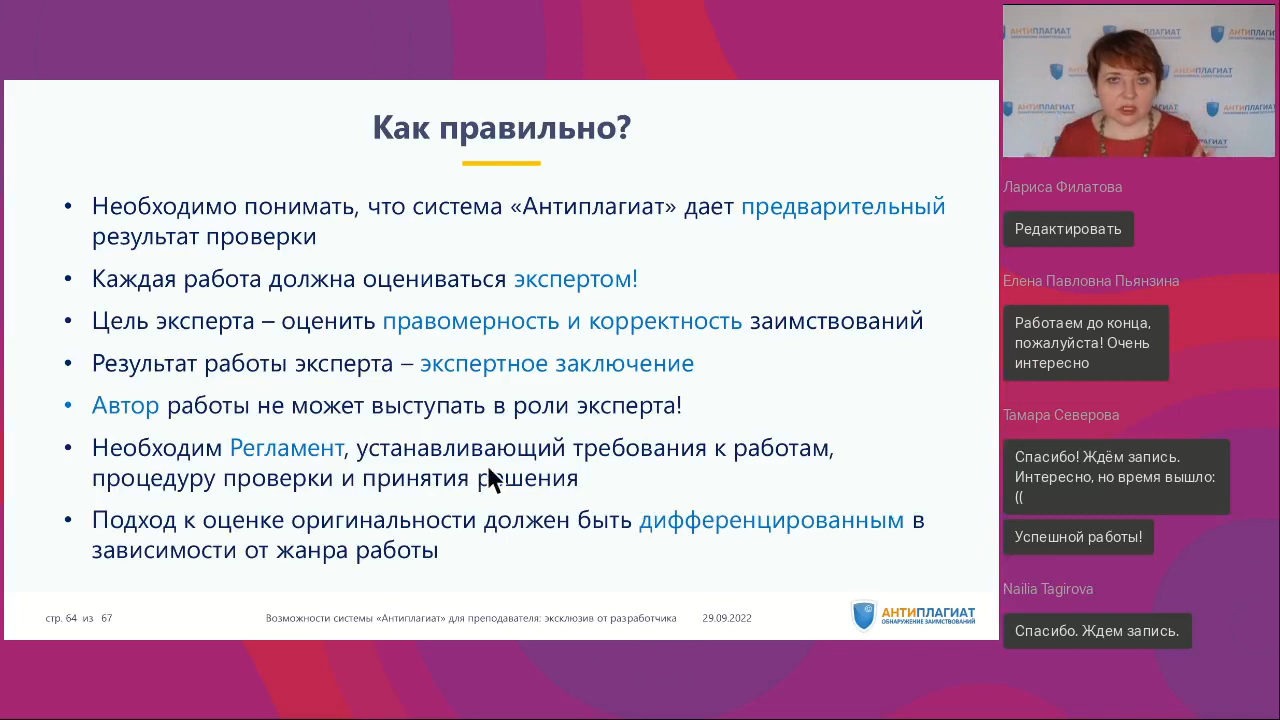 Как правильно?
• Необходимо понимать, что система «Антиплагиат» дает предварительный
результат проверки
• Каждая работа должна оцениваться экспертом!
• Цель эксперта – оценить правомерность и корректность заимствований
• Результат работы эксперта – экспертное заключение
• Автор работы не может выступать в роли эксперта!
• Необходим Регламент, устанавливающий требования к работам,
процедуру проверки и принятия решения
• Подход к оценке оригинальности должен быть дифференцированным в
зависимости от жанра работы
стр. 64 из 67
Возможности системы «Антиплагиат» для преподавателя: эксклюзив от разработчика
29.09.2022
АНТИПЛАГИАТ
ОБНАРУЖЕНИЕ ЗАИМСТВОВАНИЙ
АНТИПЛАГИАТ
Лариса Филатова
Редактировать
Елена Павловна Пьянзина
Работаем до конца,
пожалуйста! Очень
интересно
Тамара Северова
Спасибо! Ждём запись.
Интересно, но время вышло:
((
Успешной работы!
Nailia Tagirova
Спасибо. Ждем запись.